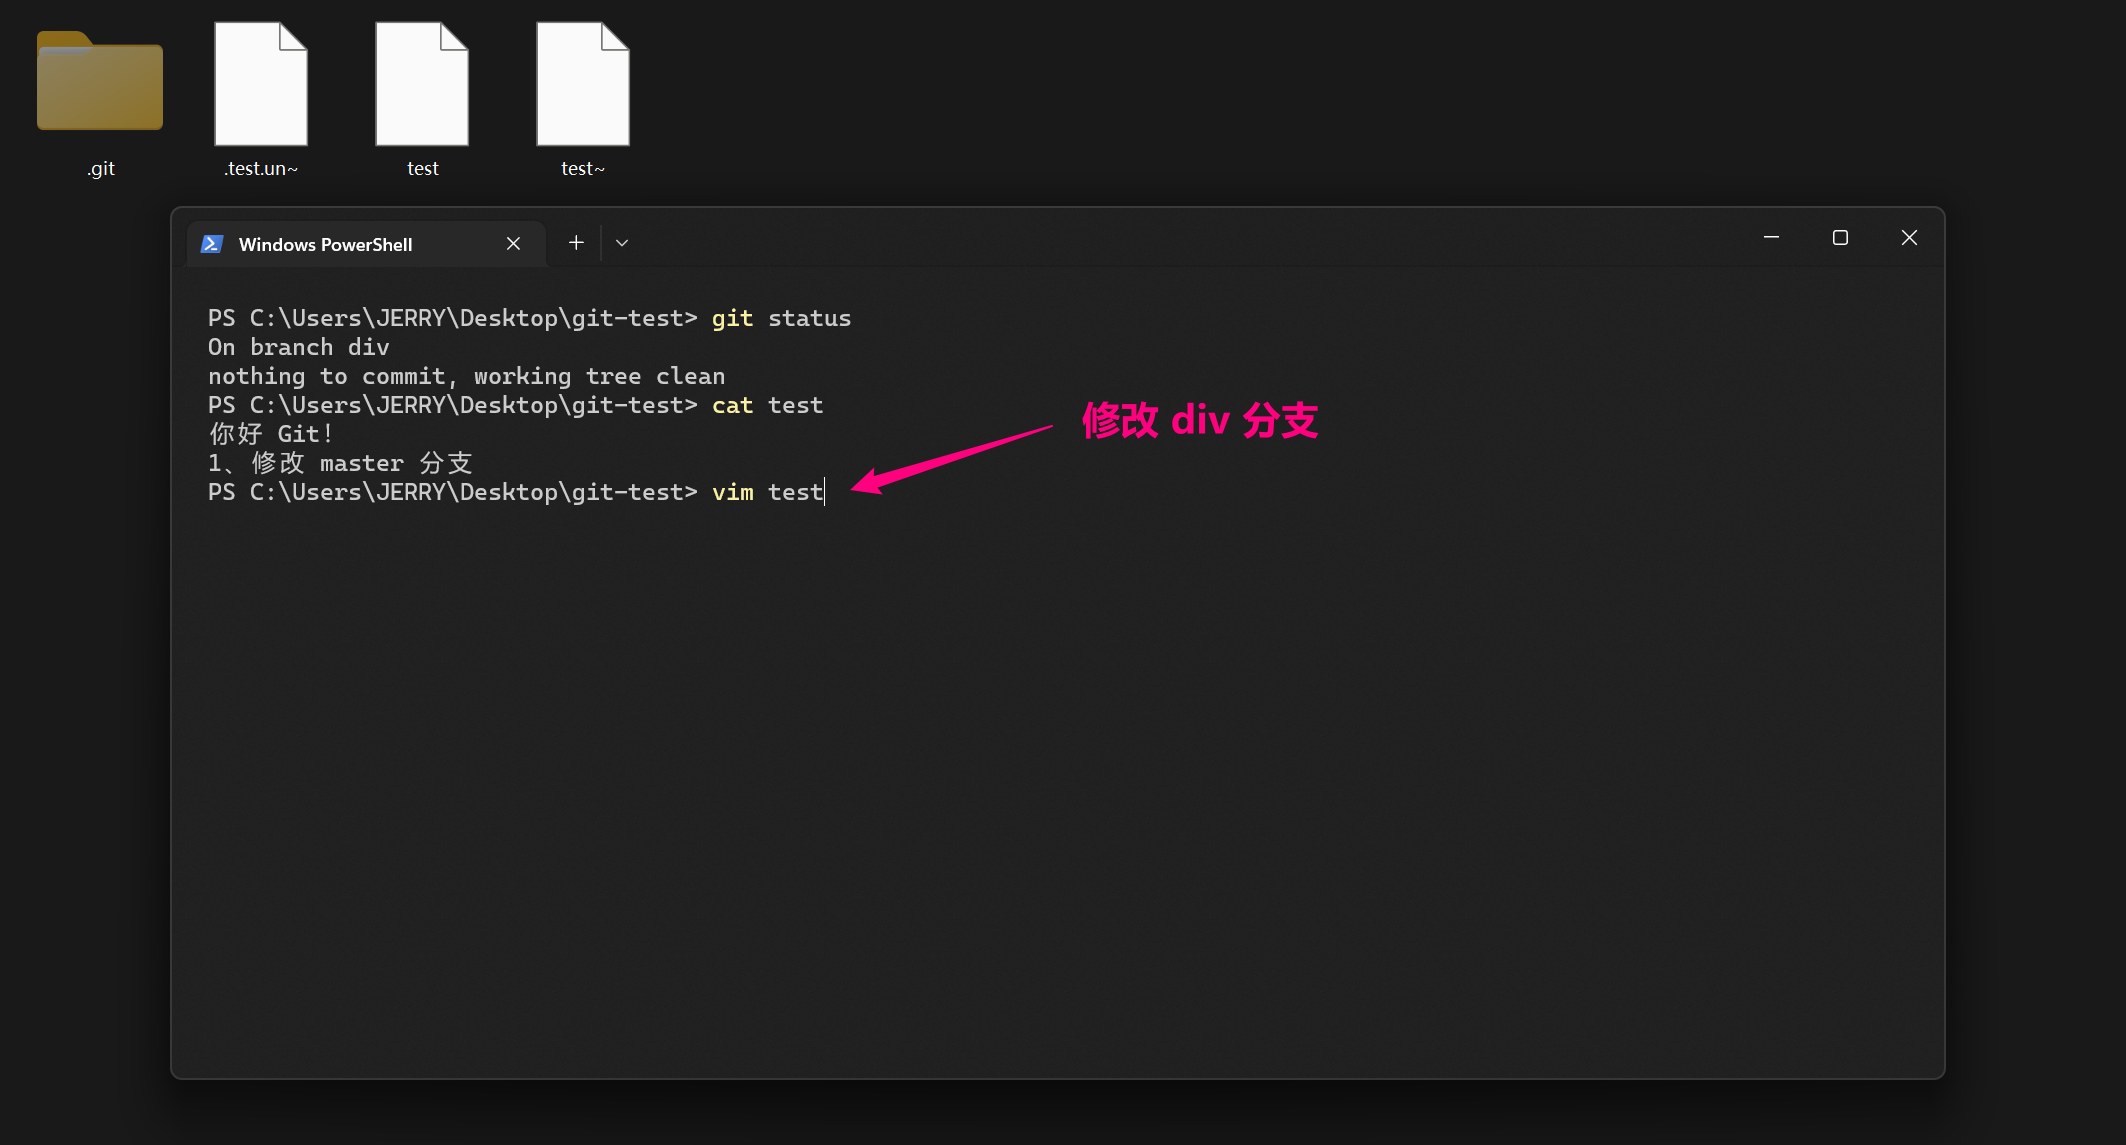 .git
.test.un~
test
test~
Windows PowerShell
PS C:\Users\JERRY\Desktop\git-test> git status
On branch div
nothing to commit, working tree clean
PS C:\Users\JERRY\Desktop\git-test> cat test
你好 Git!
1、修改 master 分支
PS C:\Users\JERRY\Desktop\git-test> vim test
修改 div 分支